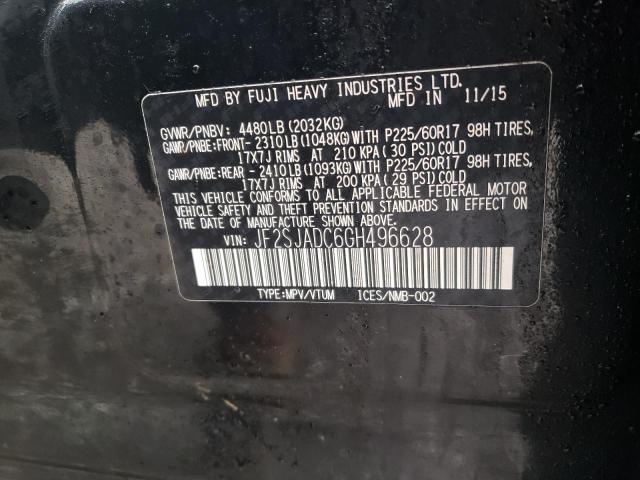 MFD BY FUJI HEAVY INDUSTRIES LTD.
MFD IN 11/15
GVWR/PNBV: 4480LB(2032KG)
GAWR/PNBE:FRONT-2310LB(1048KG)WITH P225/60R17 98H TIRES,
17X7J RIMS AT 210 KPA(30 PSI)COLD
GAWR/PNBE:REAR -2410LB(1093KG)WITH P225/60R17 98H TIRES,
17X7J RIMS AT 200 KPA(29 PSI)COLD
THIS VEHICLE CONFORMS TO ALL APPLICABLE FEDERAL MOTOR
VEHICLE SAFETY AND THEFT PREVENTION STANDARDS IN EFFECT ON
THE DATE OF MANUFACTURE SHOWN ABOVE.
VIN: JF2SJADC6GH496628
TYPE:MPV/VTUM ICES/NMB-002